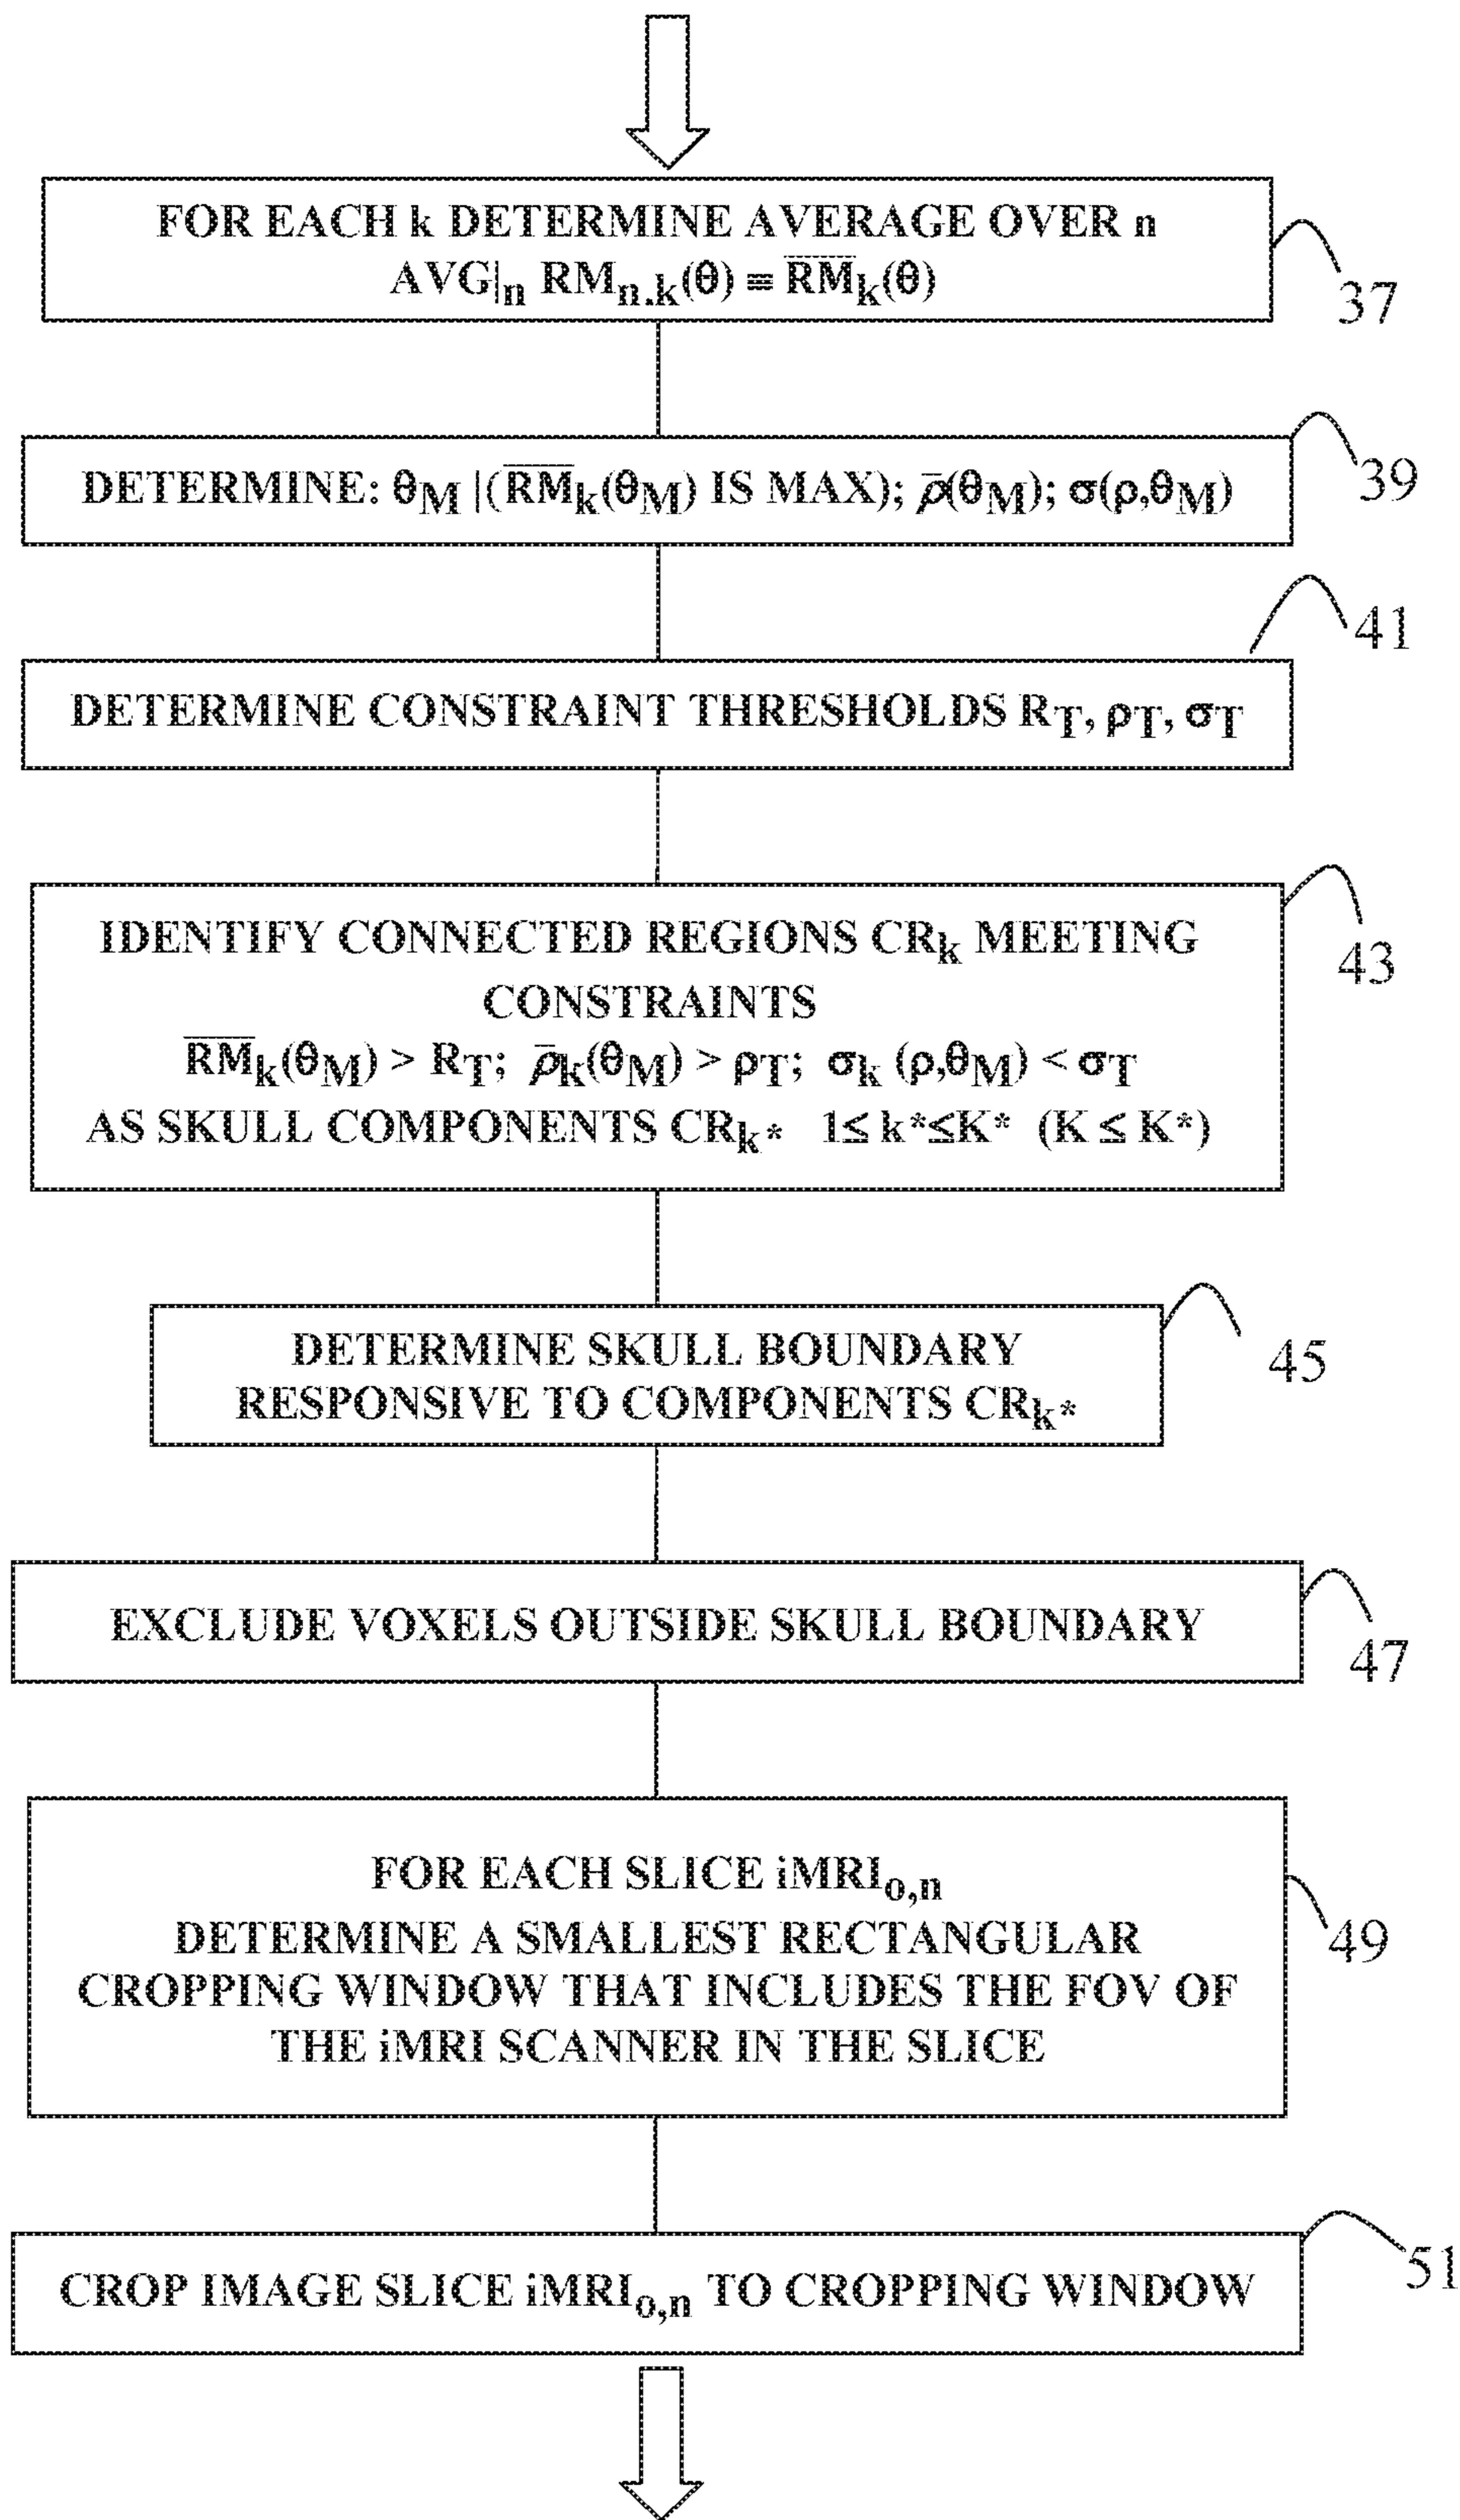 FOR EACH k DETERMINE AVERAGE OVER n
AVG|n RMn.k(θ) ≡ R̅M̅k(θ)
37
DETERMINE: θM |(R̅M̅k(θM) IS MAX); ρ̅(θM); σ(ρ,θM)
39
41
DETERMINE CONSTRAINT THRESHOLDS RT, ρT, σT
IDENTIFY CONNECTED REGIONS CRk MEETING
CONSTRAINTS
R̅M̅k(θM) > RT; ρ̅k(θM) > ρT; σk (ρ,θM) < σT
AS SKULL COMPONENTS CRk* 1≤ k*≤K* (K ≤ K*)
43
DETERMINE SKULL BOUNDARY
RESPONSIVE TO COMPONENTS CRk*
45
EXCLUDE VOXELS OUTSIDE SKULL BOUNDARY
47
FOR EACH SLICE iMRIo,n
DETERMINE A SMALLEST RECTANGULAR
CROPPING WINDOW THAT INCLUDES THE FOV OF
THE iMRI SCANNER IN THE SLICE
49
CROP IMAGE SLICE iMRIo,n TO CROPPING WINDOW
51